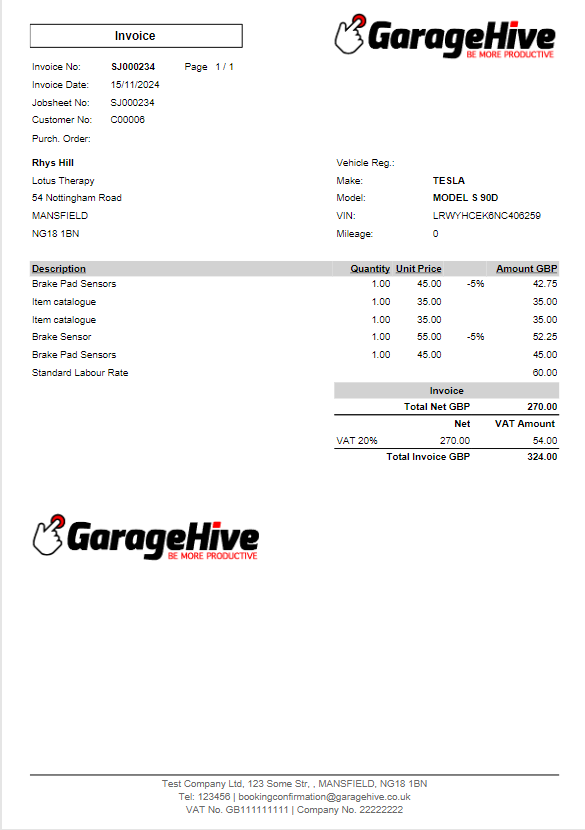 Invoice
GarageHive
BE MORE PRODUCTIVE
Invoice No: SJ000234 Page 1 / 1
Invoice Date: 15/11/2024
Jobsheet No: SJ000234
Customer No: C00006
Purch. Order:
Rhys Hill Vehicle Reg.:
Lotus Therapy Make: TESLA
54 Nottingham Road Model: MODEL S 90D
MANSFIELD VIN: LRWYHCEK6NC406259
NG18 1BN Mileage: 0
Description Quantity Unit Price Amount GBP
Brake Pad Sensors 1.00 45.00 -5% 42.75
Item catalogue 1.00 35.00 35.00
Item catalogue 1.00 35.00 35.00
Brake Sensor 1.00 55.00 -5% 52.25
Brake Pad Sensors 1.00 45.00 45.00
Standard Labour Rate 60.00
Invoice
Total Net GBP 270.00
Net VAT Amount
VAT 20% 270.00 54.00
Total Invoice GBP 324.00
GarageHive
BE MORE PRODUCTIVE
Test Company Ltd, 123 Some Str, , MANSFIELD, NG18 1BN
Tel: 123456 | bookingconfirmation@garagehive.co.uk
VAT No. GB111111111 | Company No. 22222222